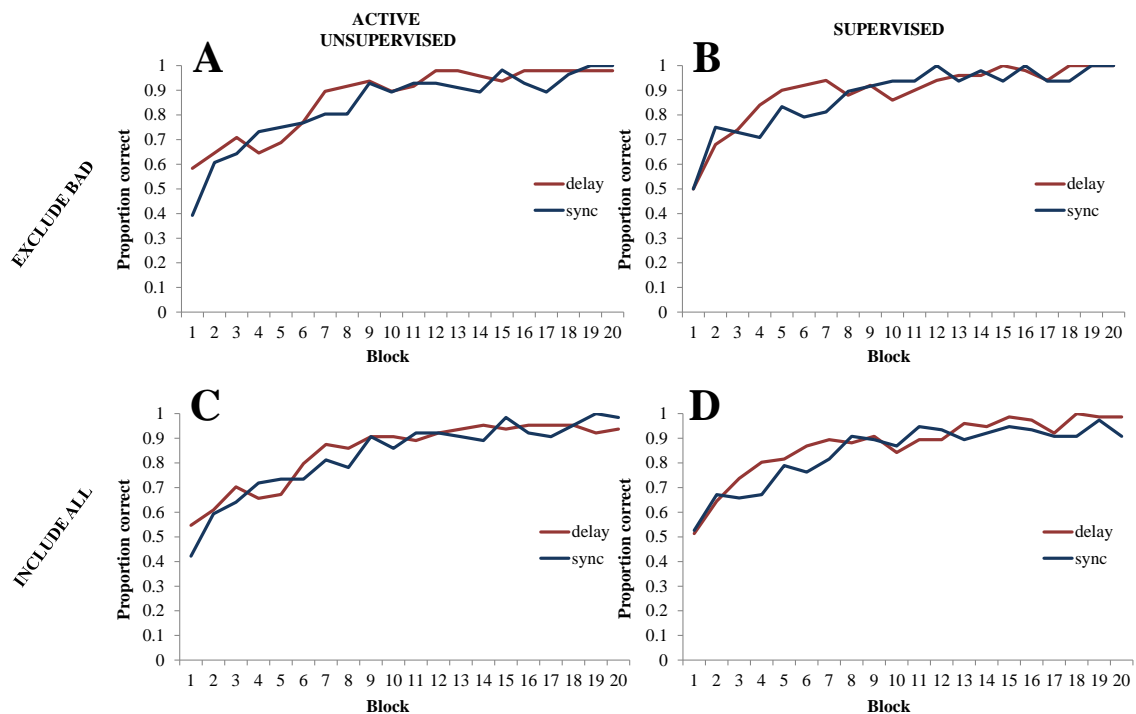 ACTIVE
UNSUPERVISED
SUPERVISED
EXCLUDE BAD
A
Proportion correct
1
0.9
0.8
0.7
0.6
0.5
0.4
0.3
0.2
0.1
0
delay
sync
1 2 3 4 5 6 7 8 9 10 11 12 13 14 15 16 17 18 19 20
Block
B
Proportion correct
1
0.9
0.8
0.7
0.6
0.5
0.4
0.3
0.2
0.1
0
delay
sync
1 2 3 4 5 6 7 8 9 10 11 12 13 14 15 16 17 18 19 20
Block
INCLUDE ALL
C
Proportion correct
1
0.9
0.8
0.7
0.6
0.5
0.4
0.3
0.2
0.1
0
delay
sync
1 2 3 4 5 6 7 8 9 10 11 12 13 14 15 16 17 18 19 20
Block
D
Proportion correct
1
0.9
0.8
0.7
0.6
0.5
0.4
0.3
0.2
0.1
0
delay
sync
1 2 3 4 5 6 7 8 9 10 11 12 13 14 15 16 17 18 19 20
Block